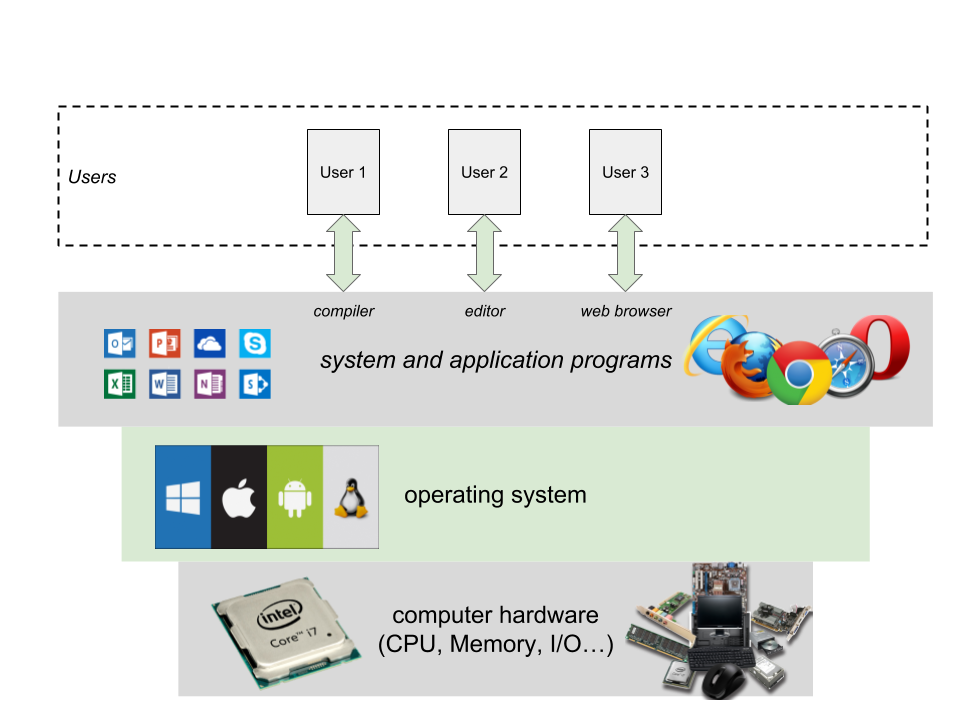 Users
User 1
User 2
User 3
compiler
editor
web browser
system and application programs
operating system
intel
Core™ i7
computer hardware
(CPU, Memory, I/O…)